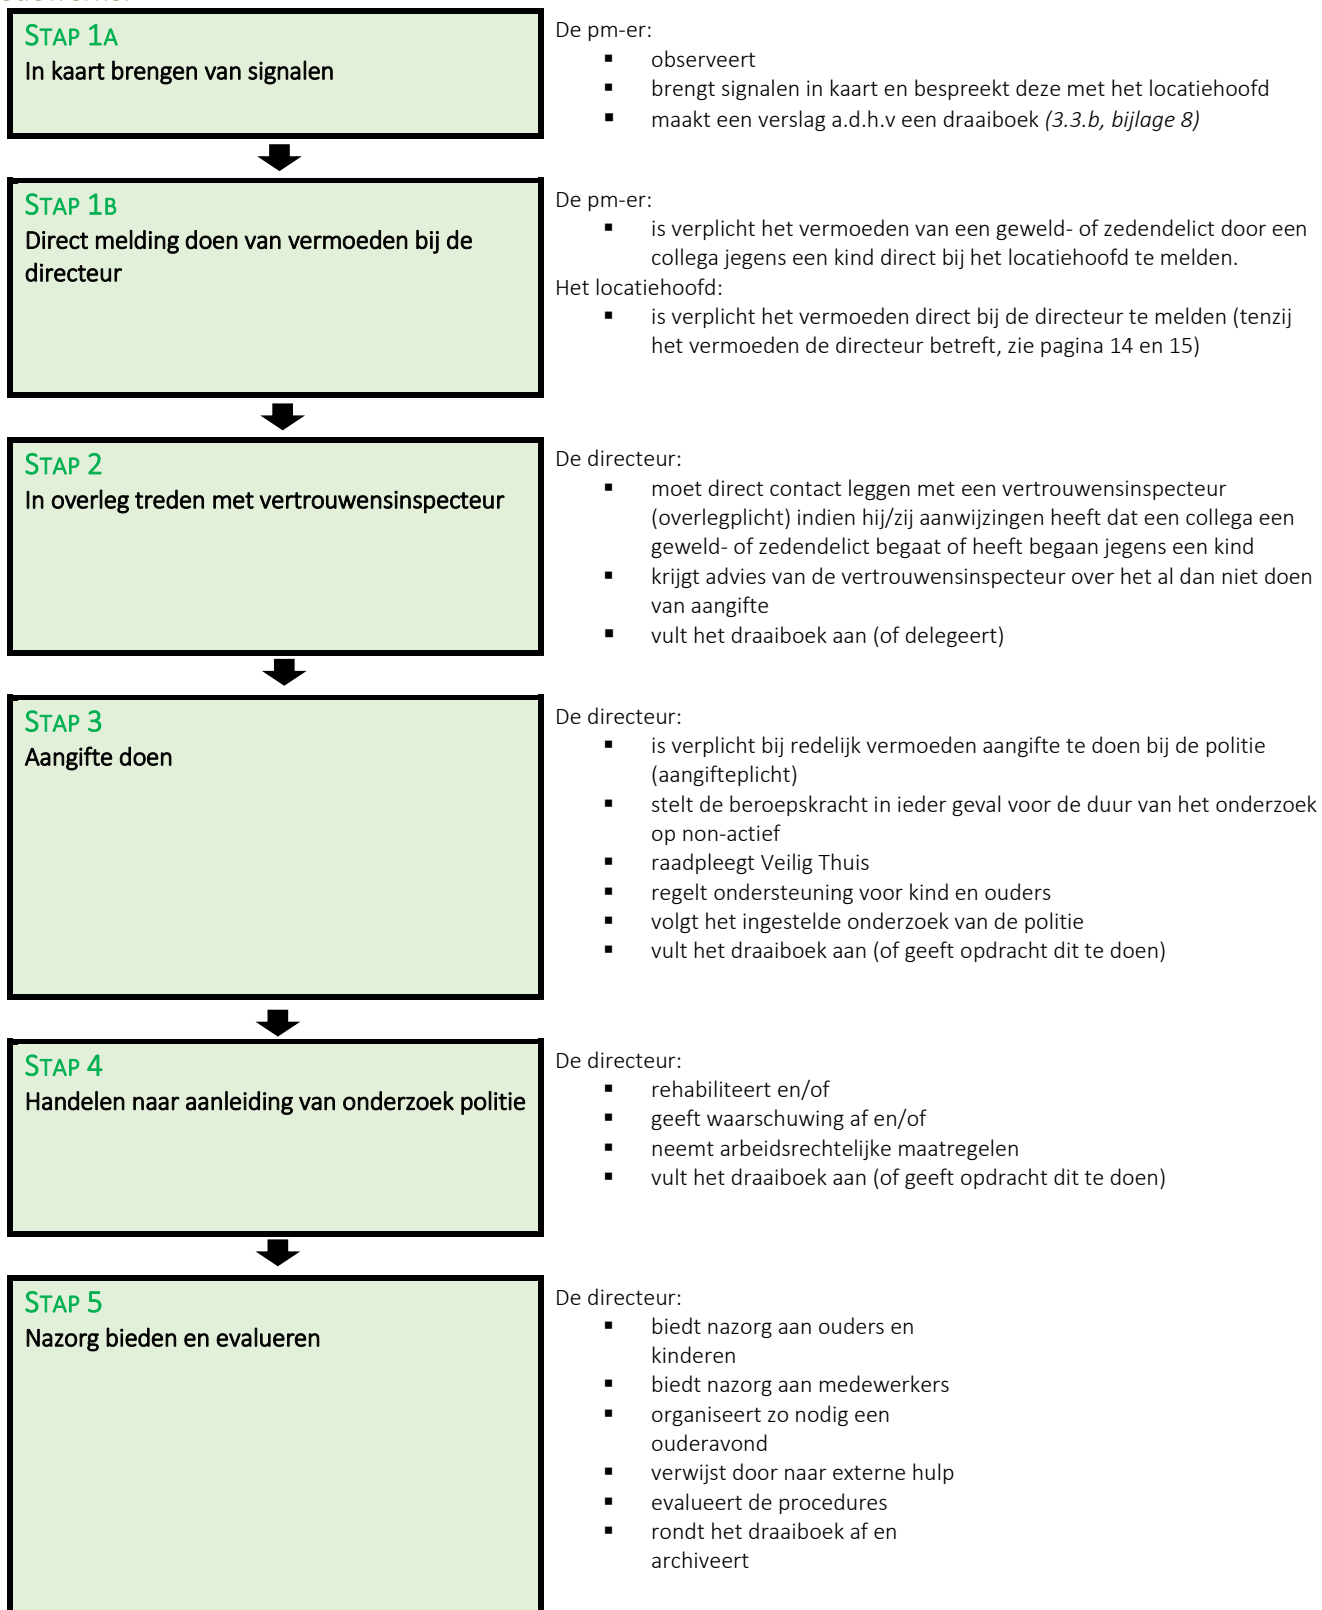 STAP 1A
In kaart brengen van signalen
De pm-er:
▪ observeert
▪ brengt signalen in kaart en bespreekt deze met het locatiehoofd
▪ maakt een verslag a.d.h.v een draaiboek (3.3.b, bijlage 8)
STAP 1B
Direct melding doen van vermoeden bij de
directeur
De pm-er:
▪ is verplicht het vermoeden van een geweld- of zedendelict door een
collega jegens een kind direct bij het locatiehoofd te melden.
Het locatiehoofd:
▪ is verplicht het vermoeden direct bij de directeur te melden (tenzij
het vermoeden de directeur betreft, zie pagina 14 en 15)
STAP 2
In overleg treden met vertrouwensinspecteur
De directeur:
▪ moet direct contact leggen met een vertrouwensinspecteur
(overlegplicht) indien hij/zij aanwijzingen heeft dat een collega een
geweld- of zedendelict begaat of heeft begaan jegens een kind
▪ krijgt advies van de vertrouwensinspecteur over het al dan niet doen
van aangifte
▪ vult het draaiboek aan (of delegeert)
STAP 3
Aangifte doen
De directeur:
▪ is verplicht bij redelijk vermoeden aangifte te doen bij de politie
(aangifteplicht)
▪ stelt de beroepskracht in ieder geval voor de duur van het onderzoek
op non-actief
▪ raadpleegt Veilig Thuis
▪ regelt ondersteuning voor kind en ouders
▪ volgt het ingestelde onderzoek van de politie
▪ vult het draaiboek aan (of geeft opdracht dit te doen)
STAP 4
Handelen naar aanleiding van onderzoek politie
De directeur:
▪ rehabiliteert en/of
▪ geeft waarschuwing af en/of
▪ neemt arbeidsrechtelijke maatregelen
▪ vult het draaiboek aan (of geeft opdracht dit te doen)
STAP 5
Nazorg bieden en evalueren
De directeur:
▪ biedt nazorg aan ouders en
kinderen
▪ biedt nazorg aan medewerkers
▪ organiseert zo nodig een
ouderavond
▪ verwijst door naar externe hulp
▪ evalueert de procedures
▪ rondt het draaiboek af en
archiveert